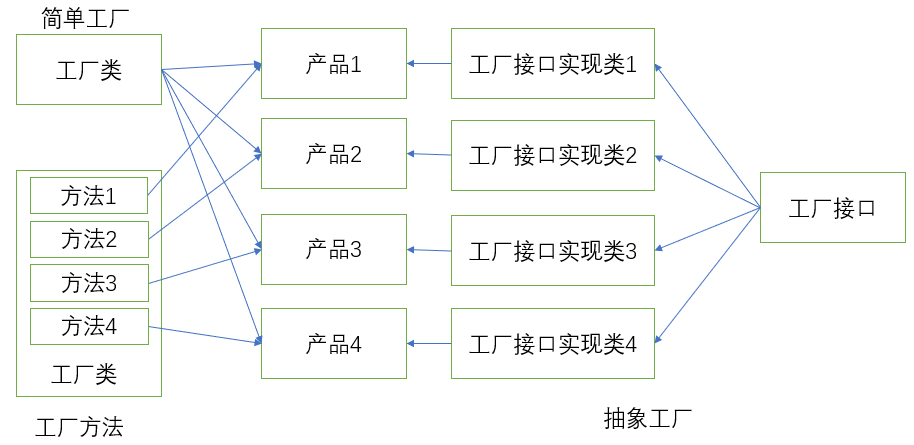 简单工厂
工厂类
产品1
工厂接口实现类1
产品2
工厂接口实现类2
方法1
方法2
方法3
方法4
工厂类
工厂方法
产品3
工厂接口实现类3
产品4
工厂接口实现类4
工厂接口
抽象工厂